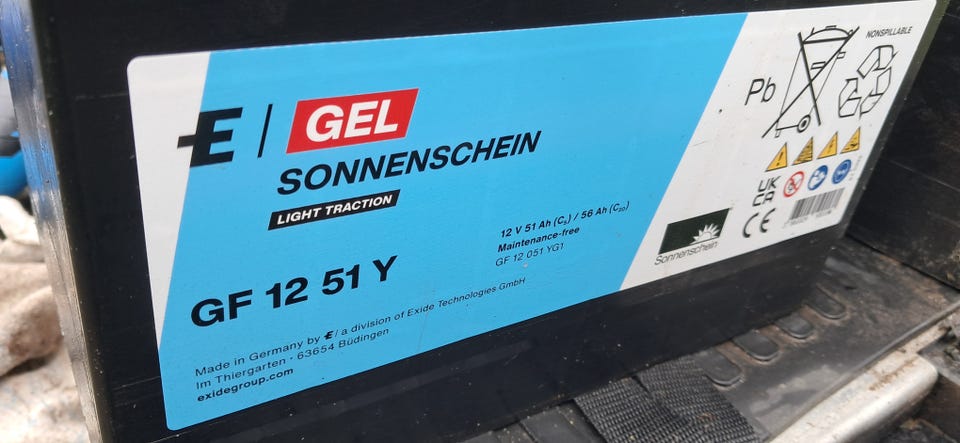 E
GEL
SONNENSCHEIN
LIGHT TRACTION
GF 12 51 Y
12 V 51 Ah (C5) / 56 Ah (C20)
Maintenance-free
GF 12 051 YG1
Made in Germany by E / a division of Exide Technologies GmbH
Im Thiergarten · 63654 Büdingen
exidegroup.com
NONSPILLABLE
Pb
UK
CA
CE
Sonnenschein